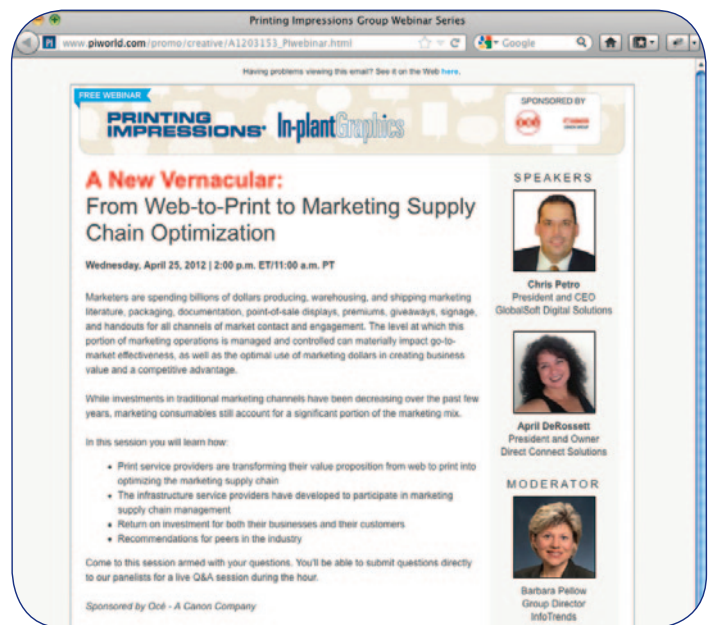 Printing Impressions Group Webinar Series
www.piworld.com/promo/creative/A1203153_PIwebinar.html
Google
Having problems viewing this email? See it on the Web here.
FREE WEBINAR
PRINTING
IMPRESSIONS
In-plantGraphics
SPONSORED BY
océ
A New Vernacular:
From Web-to-Print to Marketing Supply
Chain Optimization
Wednesday, April 25, 2012 | 2:00 p.m. ET/11:00 a.m. PT
Marketers are spending billions of dollars producing, warehousing, and shipping marketing
literature, packaging, documentation, point-of-sale displays, premiums, giveaways, signage,
and handouts for all channels of market contact and engagement. The level at which this
portion of marketing operations is managed and controlled can materially impact go-to-
market effectiveness, as well as the optimal use of marketing dollars in creating business
value and a competitive advantage.
While investments in traditional marketing channels have been decreasing over the past few
years, marketing consumables still account for a significant portion of the marketing mix.
In this session you will learn how:
• Print service providers are transforming their value proposition from web to print into
optimizing the marketing supply chain
• The infrastructure service providers have developed to participate in marketing
supply chain management
• Return on investment for both their businesses and their customers
• Recommendations for peers in the industry
Come to this session armed with your questions. You'll be able to submit questions directly
to our panelists for a live Q&A session during the hour.
Sponsored by Océ - A Canon Company
SPEAKERS
Chris Petro
President and CEO
GlobalSoft Digital Solutions
April DeRossett
President and Owner
Direct Connect Solutions
MODERATOR
Barbara Pellow
Group Director
InfoTrends